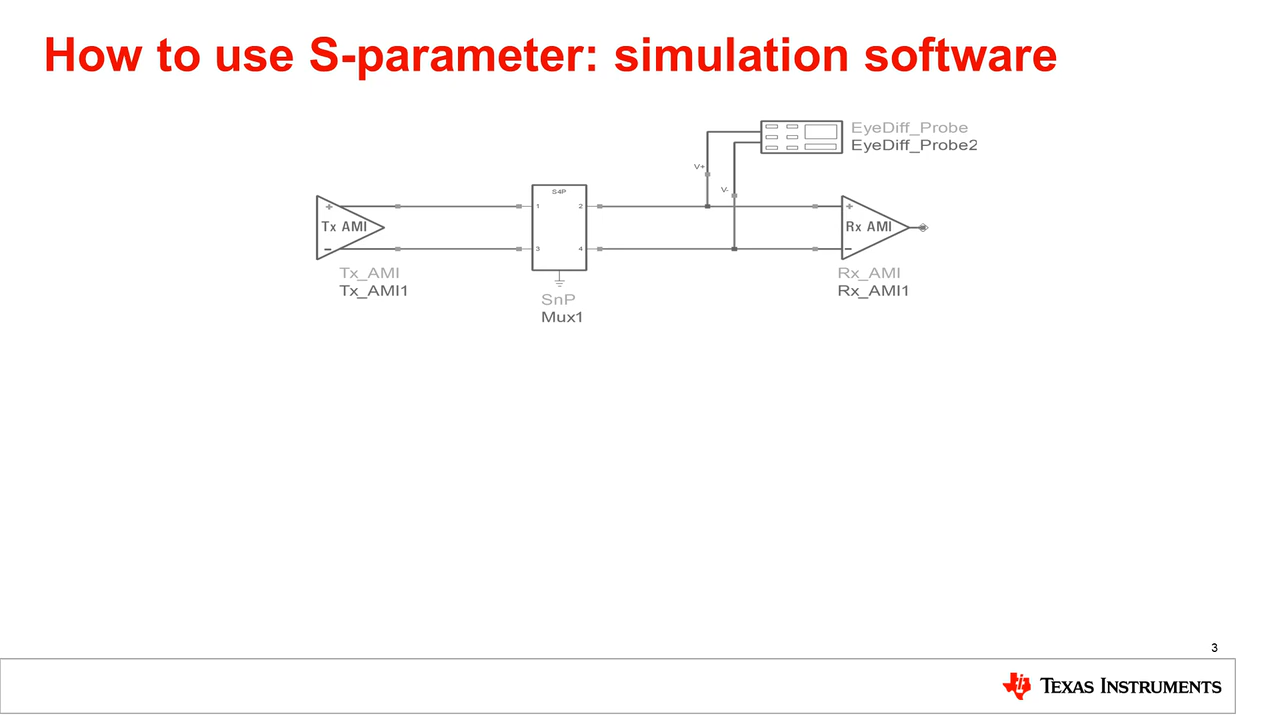 How to use S-parameter: simulation software
EyeDiff_Probe
EyeDiff_Probe2
V+
V-
S4P
1
2
3
4
+
Tx AMI
−
Tx_AMI
Tx_AMI1
SnP
Mux1
+
Rx AMI
−
Rx_AMI
Rx_AMI1
3
TEXAS INSTRUMENTS